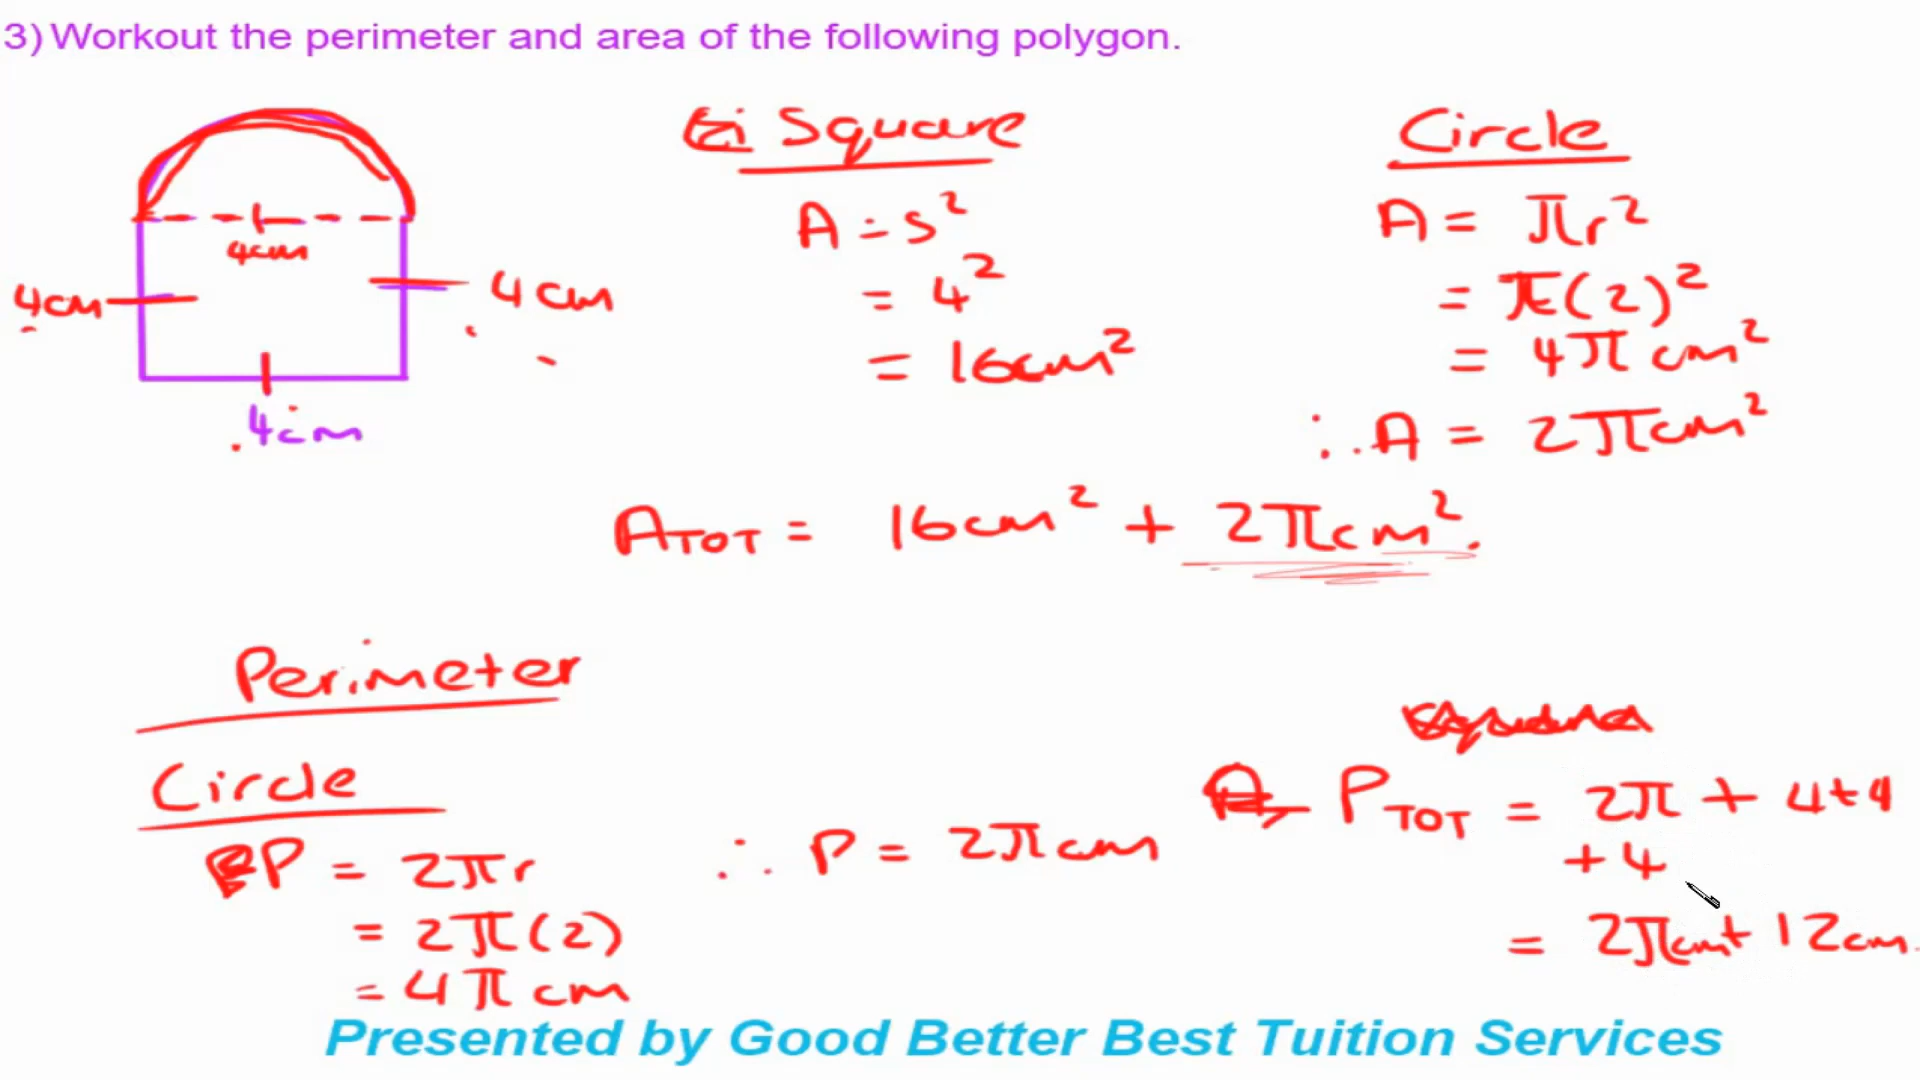 3) Workout the perimeter and area of the following polygon.
4cm
4cm
4cm
4cm
Square
A = s²
= 4²
= 16cm²
Circle
A = πr²
= π(2)²
= 4π cm²
∴ A = 2πcm²
A_TOT = 16cm² + 2πcm².
Perimeter
Circle
P = 2πr
= 2π(2)
= 4π cm
∴ P = 2πcm
P_TOT = 2π + 4+4
+ 4
= 2πcm + 12cm.
Presented by Good Better Best Tuition Services